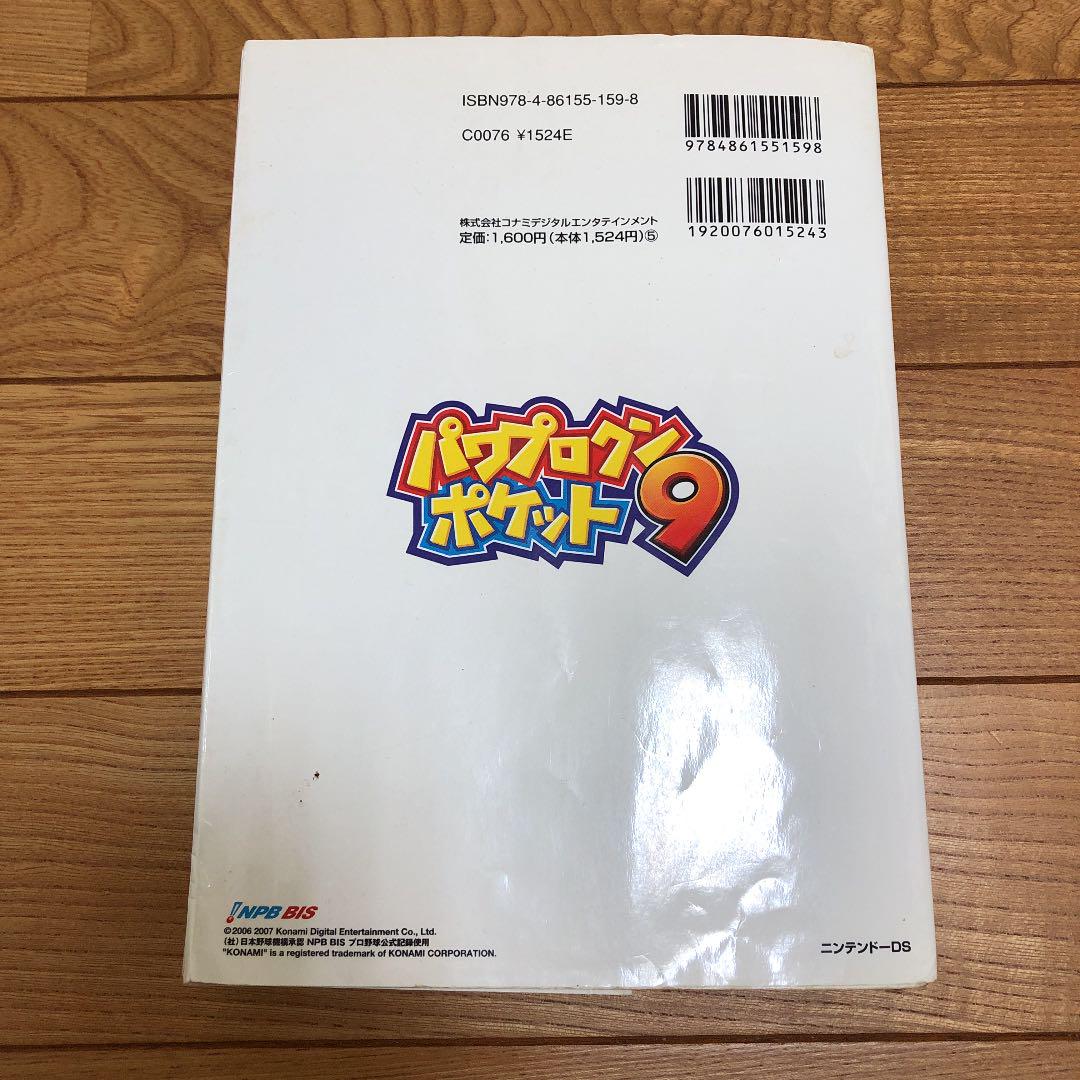 ISBN978-4-86155-159-8
C0076 ¥1524E
9784861551598
株式会社コナミデジタルエンタテインメント
定価:1,600円(本体1,524円)⑤
1920076015243
パワプロクン
ポケット9
NPB BIS
©2006 2007 Konami Digital Entertainment Co., Ltd.
(社)日本野球機構承認 NPB BIS プロ野球公式記録使用
"KONAMI" is a registered trademark of KONAMI CORPORATION.
ニンテンドーDS